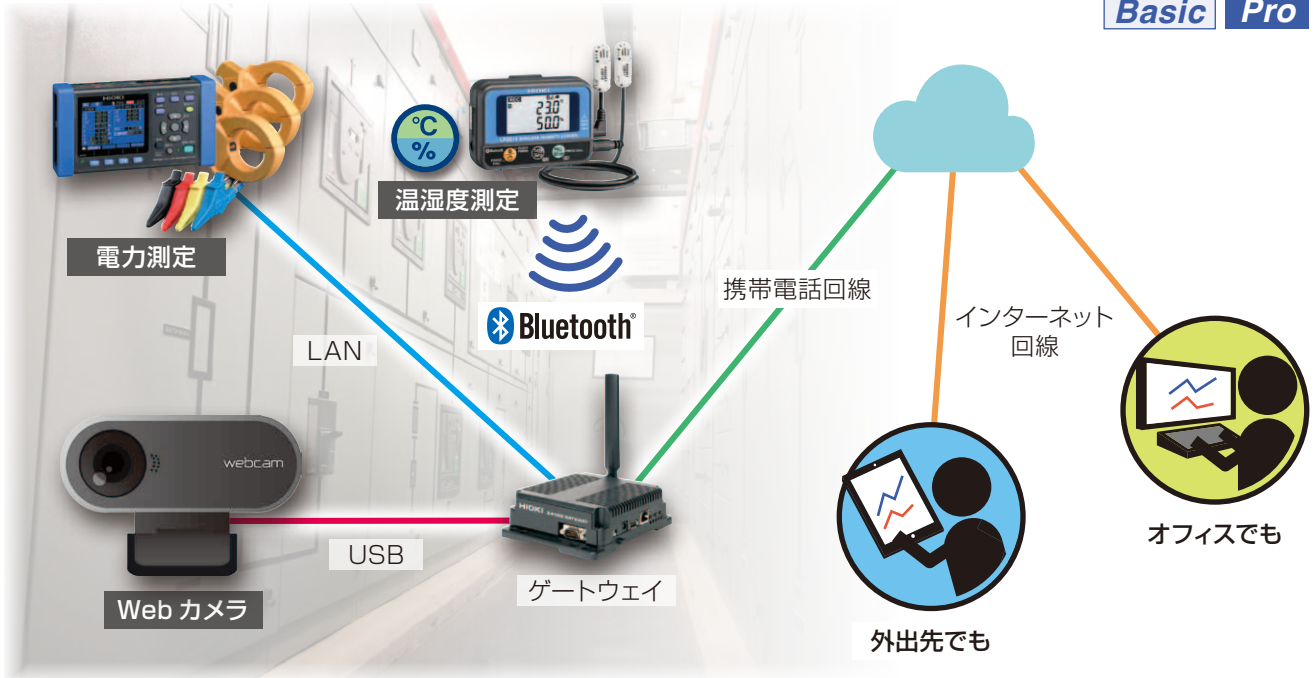 Basic Pro
HIOKI
HIOKI
23.0
50.0
℃
%
温湿度測定
電力測定
携帯電話回線
Bluetooth®
インターネット
回線
LAN
webcam
HIOKI
USB
ゲートウェイ
Web カメラ
オフィスでも
外出先でも